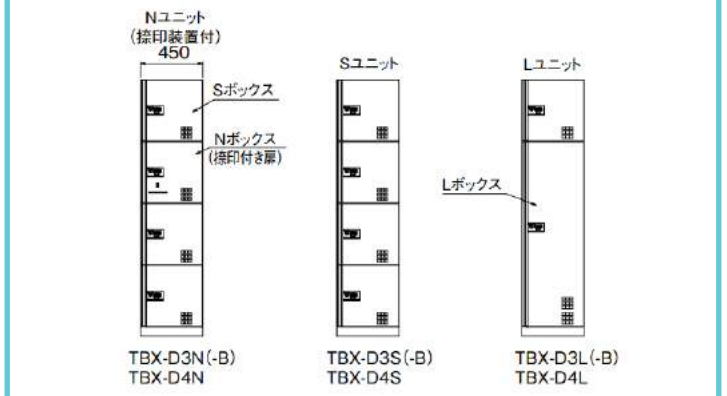 Nユニット
(捺印装置付)
450
Sボックス
Nボックス
(捺印付き扉)
TBX-D3N(-B)
TBX-D4N
Sユニット
TBX-D3S(-B)
TBX-D4S
Lユニット
Lボックス
TBX-D3L(-B)
TBX-D4L